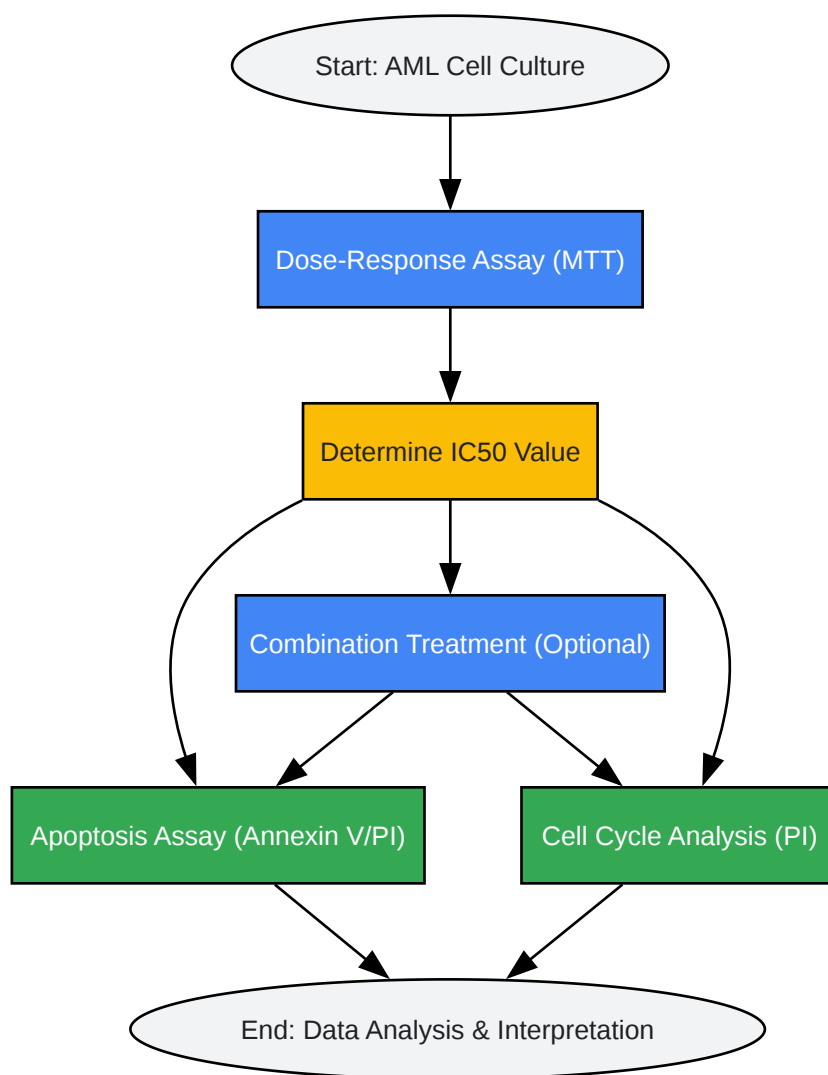 Start: AML Cell Culture
Dose-Response Assay (MTT)
Determine IC50 Value
Combination Treatment (Optional)
Apoptosis Assay (Annexin V/PI)
Cell Cycle Analysis (PI)
End: Data Analysis & Interpretation